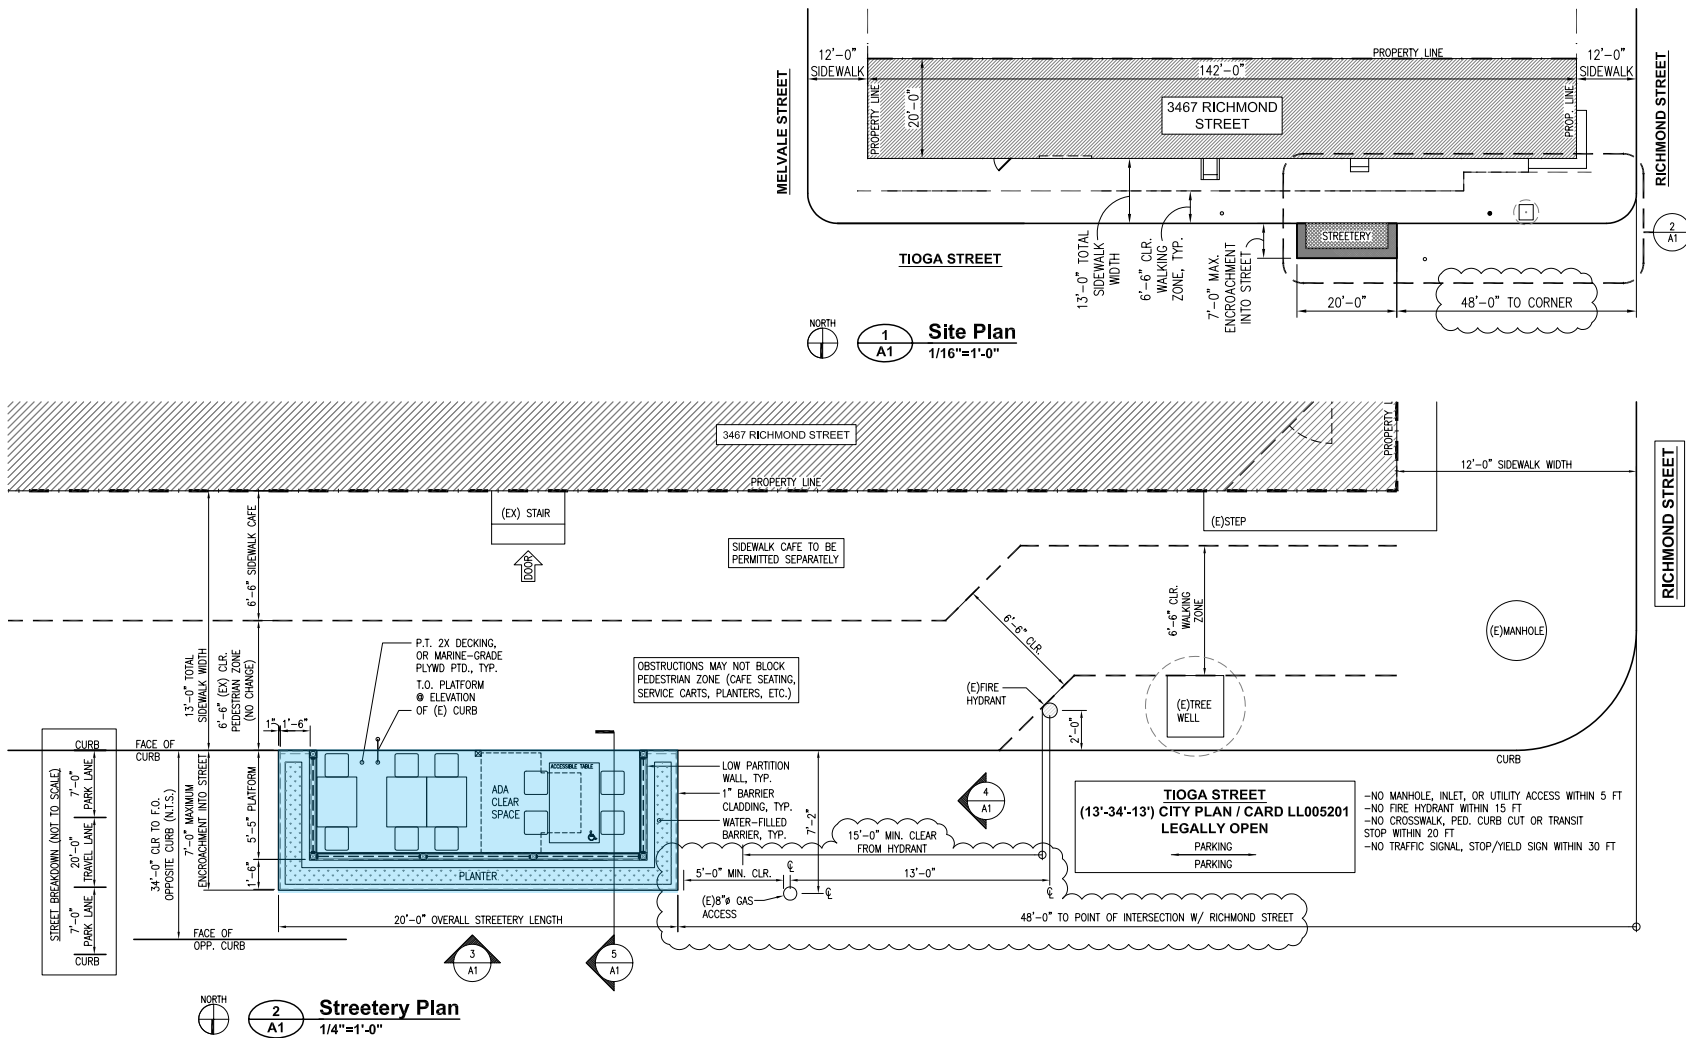 12'-0"
SIDEWALK
PROPERTY LINE
142'-0"
12'-0"
SIDEWALK
MELVALE STREET
PROPERTY LINE
20'-0"
3467 RICHMOND
STREET
PROP. LINE
RICHMOND STREET
STREETERY
2
A1
TIOGA STREET
13'-0" TOTAL
SIDEWALK
WIDTH
6'-6" CLR.
WALKING
ZONE, TYP.
7'-0" MAX.
ENCROACHMENT
INTO STREET
20'-0"
48'-0" TO CORNER
NORTH
1
A1
Site Plan
1/16"=1'-0"
3467 RICHMOND STREET
PROPERTY LINE
PROPERTY L
12'-0" SIDEWALK WIDTH
RICHMOND STREET
(EX) STAIR
DOOR
SIDEWALK CAFE TO BE
PERMITTED SEPARATELY
(E)STEP
6'-6" SIDEWALK CAFE
13'-0" TOTAL
SIDEWALK WIDTH
6'-6" (EX) CLR.
PEDESTRIAN ZONE
(NO CHANGE)
P.T. 2X DECKING,
OR MARINE-GRADE
PLYWD PTD., TYP.
T.O. PLATFORM
@ ELEVATION
OF (E) CURB
OBSTRUCTIONS MAY NOT BLOCK
PEDESTRIAN ZONE (CAFE SEATING,
SERVICE CARTS, PLANTERS, ETC.)
6'-6" CLR.
6'-6" CLR.
WALKING
ZONE
(E)MANHOLE
(E)FIRE
HYDRANT
(E)TREE
WELL
2'-0"
1"
1'-6"
CURB
FACE OF
CURB
CURB
STREET BREAKDOWN (NOT TO SCALE)
7'-0"
PARK LANE
20'-0"
TRAVEL LANE
7'-0"
PARK LANE
CURB
34'-0" CLR TO F.O.
OPPOSITE CURB (N.T.S.)
7'-0" MAXIMUM
ENCROACHMENT INTO STREET
5'-5" PLATFORM
1'-6"
ADA
CLEAR
SPACE
ACCESSIBLE TABLE
PLANTER
LOW PARTITION
WALL, TYP.
1" BARRIER
CLADDING, TYP.
WATER-FILLED
BARRIER, TYP.
7'-2"
15'-0" MIN. CLEAR
FROM HYDRANT
5'-0" MIN. CLR.
13'-0"
(E)8"ø GAS
ACCESS
4
A1
TIOGA STREET
(13'-34'-13') CITY PLAN / CARD LL005201
LEGALLY OPEN
PARKING
PARKING
-NO MANHOLE, INLET, OR UTILITY ACCESS WITHIN 5 FT
-NO FIRE HYDRANT WITHIN 15 FT
-NO CROSSWALK, PED. CURB CUT OR TRANSIT
STOP WITHIN 20 FT
-NO TRAFFIC SIGNAL, STOP/YIELD SIGN WITHIN 30 FT
20'-0" OVERALL STREETERY LENGTH
48'-0" TO POINT OF INTERSECTION W/ RICHMOND STREET
FACE OF
OPP. CURB
3
A1
5
A1
NORTH
2
A1
Streetery Plan
1/4"=1'-0"